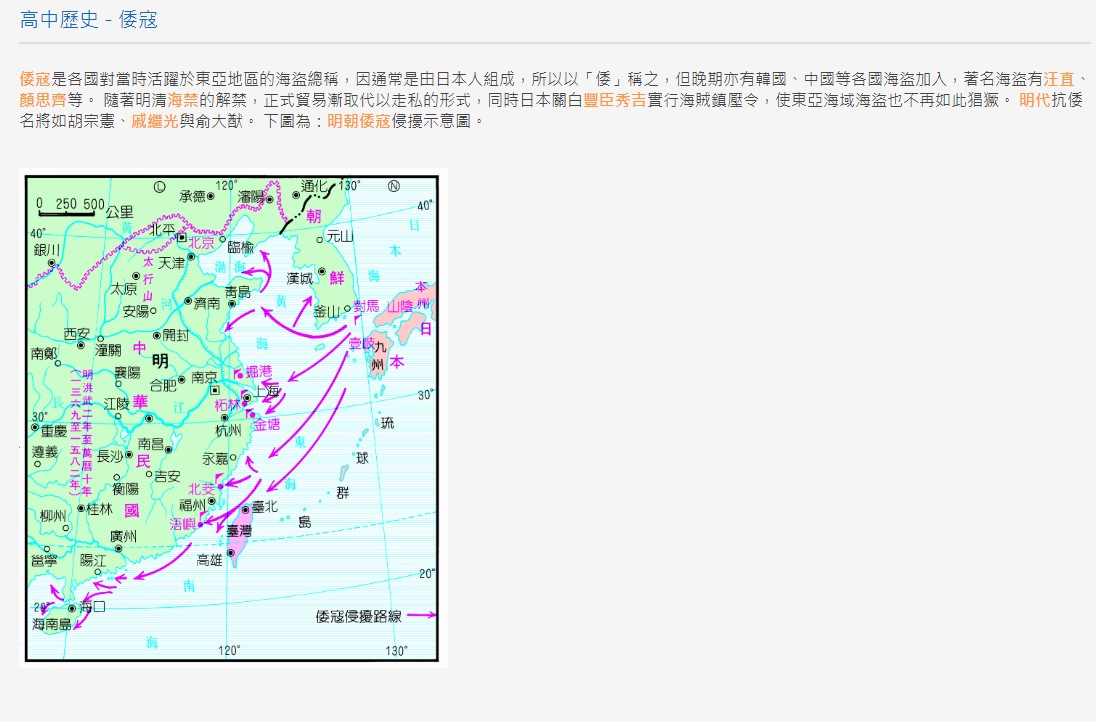 高中歷史 - 倭寇
倭寇是各國對當時活躍於東亞地區的海盜總稱，因通常是由日本人組成，所以以「倭」稱之，但晚期亦有韓國、中國等各國海盜加入，著名海盜有汪直、
顏思齊等。 隨著明清海禁的解禁，正式貿易漸取代以走私的形式，同時日本關白豐臣秀吉實行海賊鎮壓令，使東亞海域海盜也不再如此猖獗。 明代抗倭
名將如胡宗憲、戚繼光與俞大猷。 下圖為：明朝倭寇侵擾示意圖。
Ⓛ 120° 130° Ⓝ
承德 瀋陽 通化
0 250 500 公里
40°
朝
黃
日
40°
北平
北京
臨榆
元山
本
銀川
太行山
天津
渤海
漢城
鮮
海
太原
青島
本州
安陽
河
濟南
黃
釜山
對馬
山陰
日
西安
潼關
開封
海
壹岐
九州
本
南鄭
中
明
襄陽
合肥
南京
掘港
明洪武二年至萬曆十年
(一三六九至一五八二年)
上海
30°
長
江陵
華
江
柘林
金塘
30°
重慶
杭州
琉
遵義
長沙
南昌
永嘉
東
球
民
吉安
衡陽
北茭
海
群
柳州
桂林
國
福州
臺北
浯嶼
島
廣州
臺灣
邕寧
陽江
高雄
20°
南
20°
海口
海南島
倭寇侵擾路線
海
120°
130°